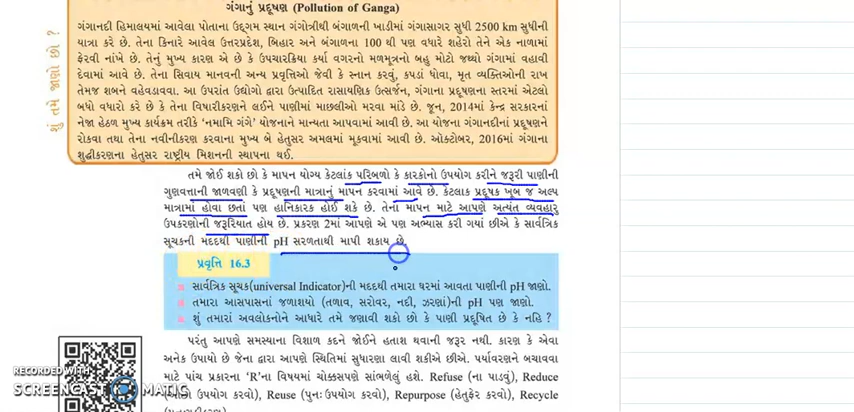 ગંગાનું પ્રદૂષણ (Pollution of Ganga)
ગંગાનદી હિમાલયમાં આવેલા પોતાના ઉદ્ગમ સ્થાન ગંગોત્રીથી બંગાળની ખાડીમાં ગંગાસાગર સુધી 2500 km સુધીની
યાત્રા કરે છે. તેના કિનારે આવેલ ઉત્તરપ્રદેશ, બિહાર અને બંગાળના 100 થી પણ વધારે શહેરો તેને એક નાળામાં
ફેરવી નાંખે છે. તેનું મુખ્ય કારણ એ છે કે ઉપચારક્રિયા કર્યા વગરનો મળમૂત્રનો બહુ મોટો જથ્થો ગંગામાં વહાવી
દેવામાં આવે છે. તેના સિવાય માનવની અન્ય પ્રવૃત્તિઓ જેવી કે સ્નાન કરવું, કપડાં ધોવા, મૃત વ્યક્તિઓની રાખ
તેમજ શબને વહેવડાવવા. આ ઉપરાંત ઉદ્યોગો દ્વારા ઉત્પાદિત રાસાયણિક ઉત્સર્જન, ગંગાના પ્રદૂષણના સ્તરમાં એટલો
બધો વધારો કરે છે કે તેના વિષારીકરણને લઈને પાણીમાં માછલીઓ મરવા માંડે છે. જૂન, 2014માં કેન્દ્ર સરકારનાં
નેજા હેઠળ મુખ્ય કાર્યક્રમ તરીકે 'નમામિ ગંગે' યોજનાને માન્યતા આપવામાં આવી છે. આ યોજના ગંગાનદીનાં પ્રદૂષણને
રોકવા તથા તેના નવીનીકરણ કરવાના મુખ્ય બે હેતુસર અમલમાં મૂકવામાં આવી છે. ઑક્ટોબર, 2016માં ગંગાના
શુદ્ધીકરણના હેતુસર રાષ્ટ્રીય મિશનની સ્થાપના થઈ.
શું તમે જાણો છો ?
તમે જોઈ શકો છો કે માપન યોગ્ય કેટલાંક પરિબળો કે કારકોનો ઉપયોગ કરીને જરૂરી પાણીની
ગુણવત્તાની જાળવણી કે પ્રદૂષણની માત્રાનું માપન કરવામાં આવે છે. કેટલાક પ્રદૂષક ખૂબ જ અલ્પ
માત્રામાં હોવા છતાં પણ હાનિકારક હોઈ શકે છે. તેના માપન માટે આપણે અત્યંત વ્યવહારુ
ઉપકરણોની જરૂરિયાત હોય છે. પ્રકરણ 2માં આપણે એ પણ અભ્યાસ કરી ગયાં છીએ કે સાર્વત્રિક
સૂચકની મદદથી પાણીની pH સરળતાથી માપી શકાય છે.
પ્રવૃત્તિ 16.3
સાર્વત્રિક સૂચક(universal Indicator)ની મદદથી તમારા ઘરમાં આવતા પાણીની pH જાણો.
તમારા આસપાસનાં જળાશયો (તળાવ, સરોવર, નદી, ઝરણાં)ની pH પણ જાણો.
શું તમારાં અવલોકનોને આધારે તમે જણાવી શકો છો કે પાણી પ્રદૂષિત છે કે નહિ ?
પરંતુ આપણે સમસ્યાના વિશાળ કદને જોઈને હતાશ થવાની જરૂર નથી. કારણ કે એવા
અનેક ઉપાયો છે જેના દ્વારા આપણે સ્થિતિમાં સુધારણા લાવી શકીએ છીએ. પર્યાવરણને બચાવવા
માટે પાંચ પ્રકારના 'R'ના વિષયમાં ચોક્કસપણે સાંભળેલું હશે. Refuse (ના પાડવું), Reduce
(ઓછો ઉપયોગ કરવો), Reuse (પુનઃઉપયોગ કરવો), Repurpose (હેતુફેર કરવો), Recycle
RECORDED WITH
SCREENCAST MATIC